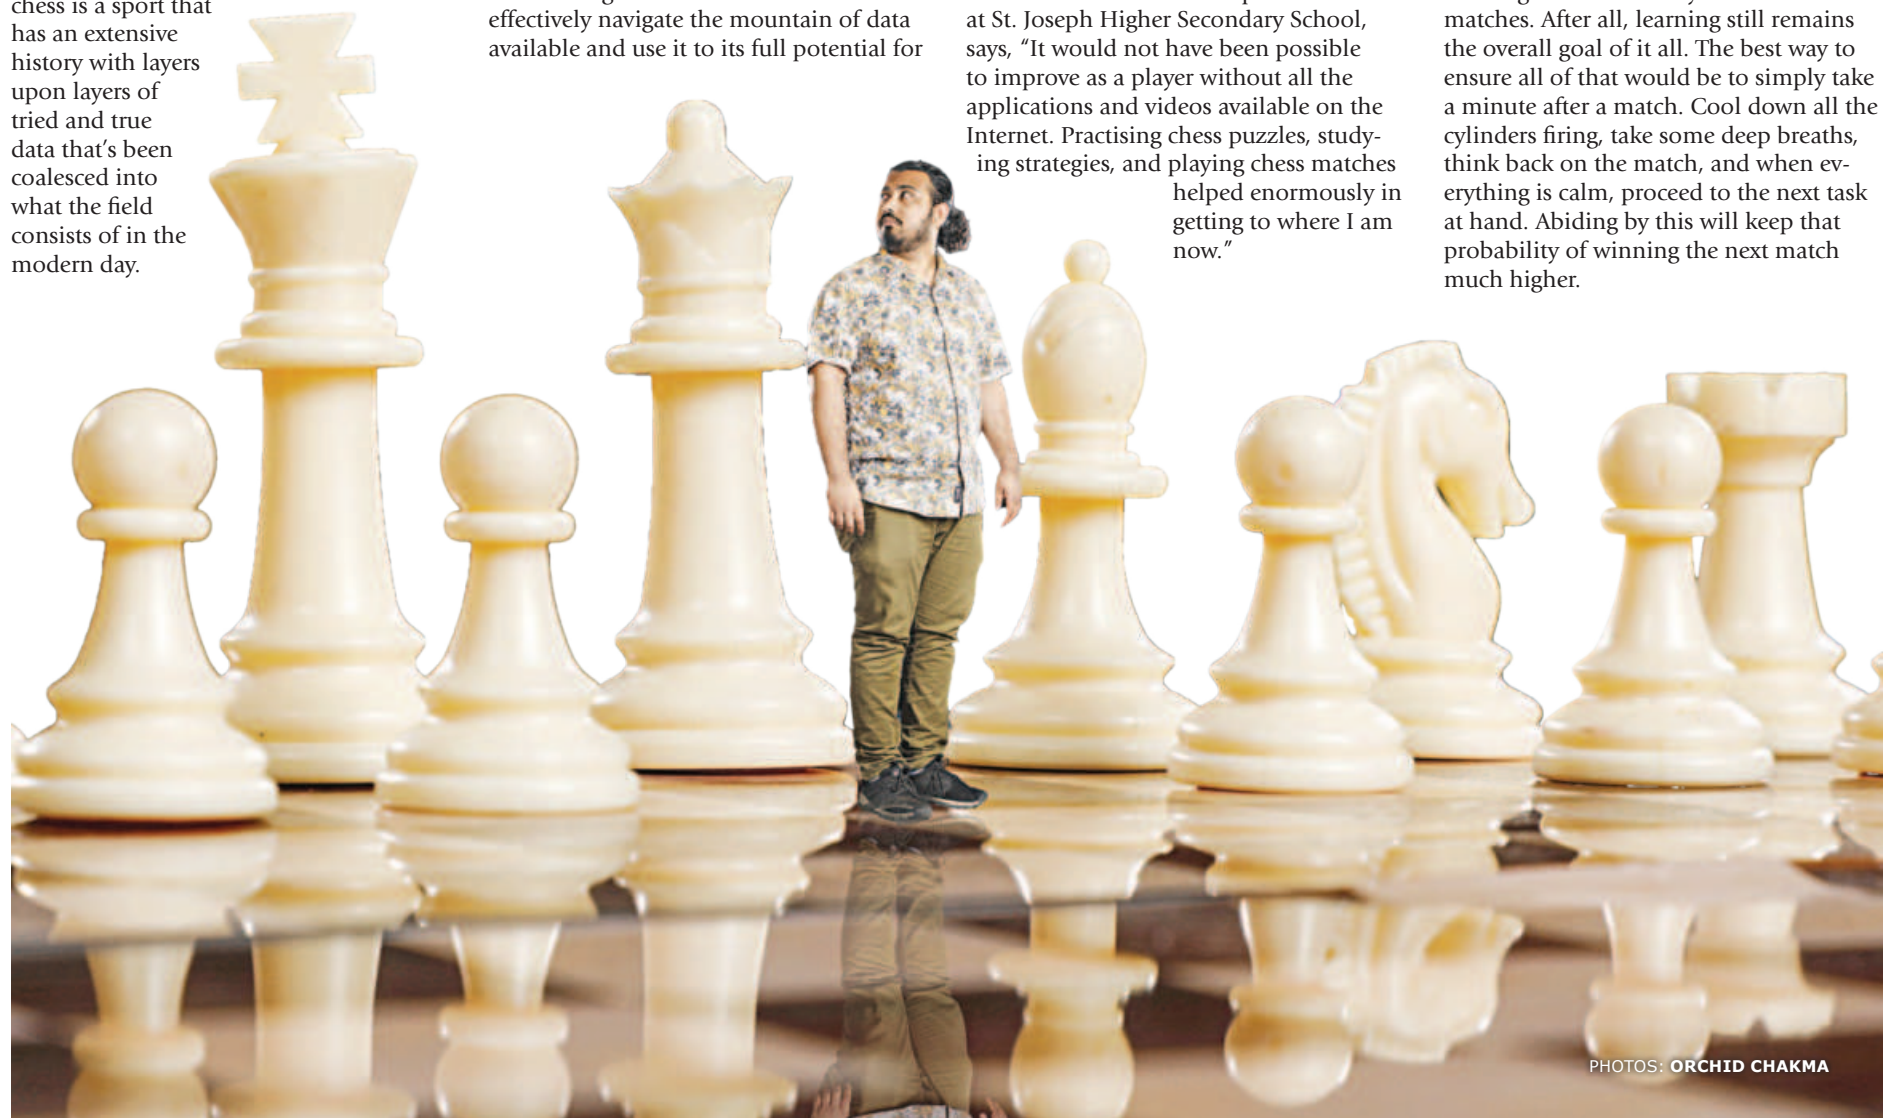 chess is a sport that
has an extensive
history with layers
upon layers of
tried and true
data that's been
coalesced into
what the field
consists of in the
modern day.
effectively navigate the mountain of data
available and use it to its full potential for
at St. Joseph Higher Secondary School,
says, “It would not have been possible
to improve as a player without all the
applications and videos available on the
Internet. Practising chess puzzles, study-
ing strategies, and playing chess matches
helped enormously in
getting to where I am
now.”
matches. After all, learning still remains
the overall goal of it all. The best way to
ensure all of that would be to simply take
a minute after a match. Cool down all the
cylinders firing, take some deep breaths,
think back on the match, and when ev-
erything is calm, proceed to the next task
at hand. Abiding by this will keep that
probability of winning the next match
much higher.
PHOTOS: ORCHID CHAKMA